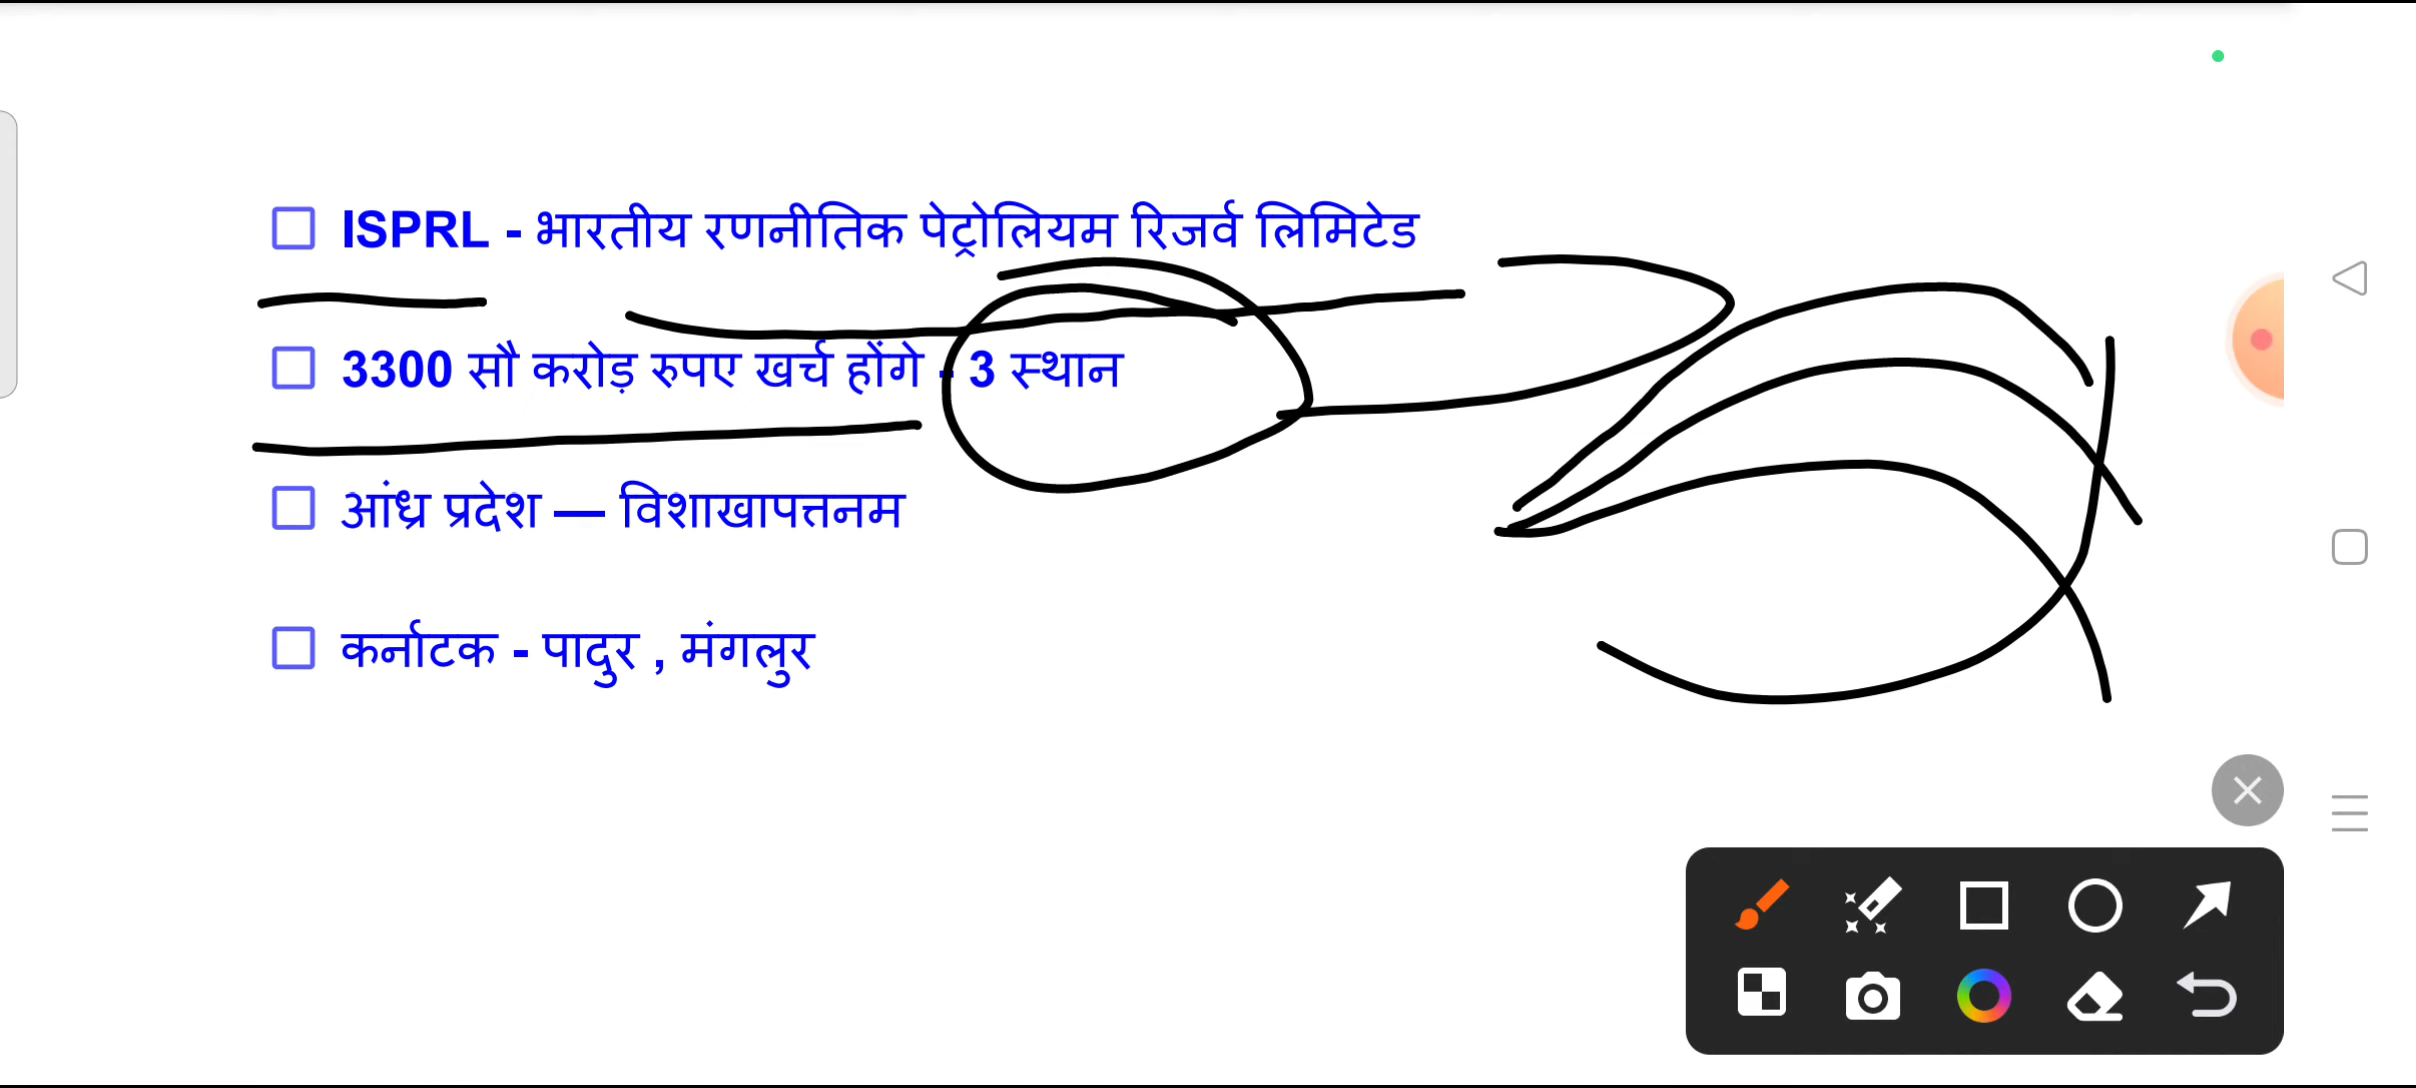 ISPRL - भारतीय रणनीतिक पेट्रोलियम रिजर्व लिमिटेड
3300 सौ करोड़ रुपए खर्च होंगे - 3 स्थान
आंध्र प्रदेश — विशाखापत्तनम
कर्नाटक - पादुर , मंगलुर